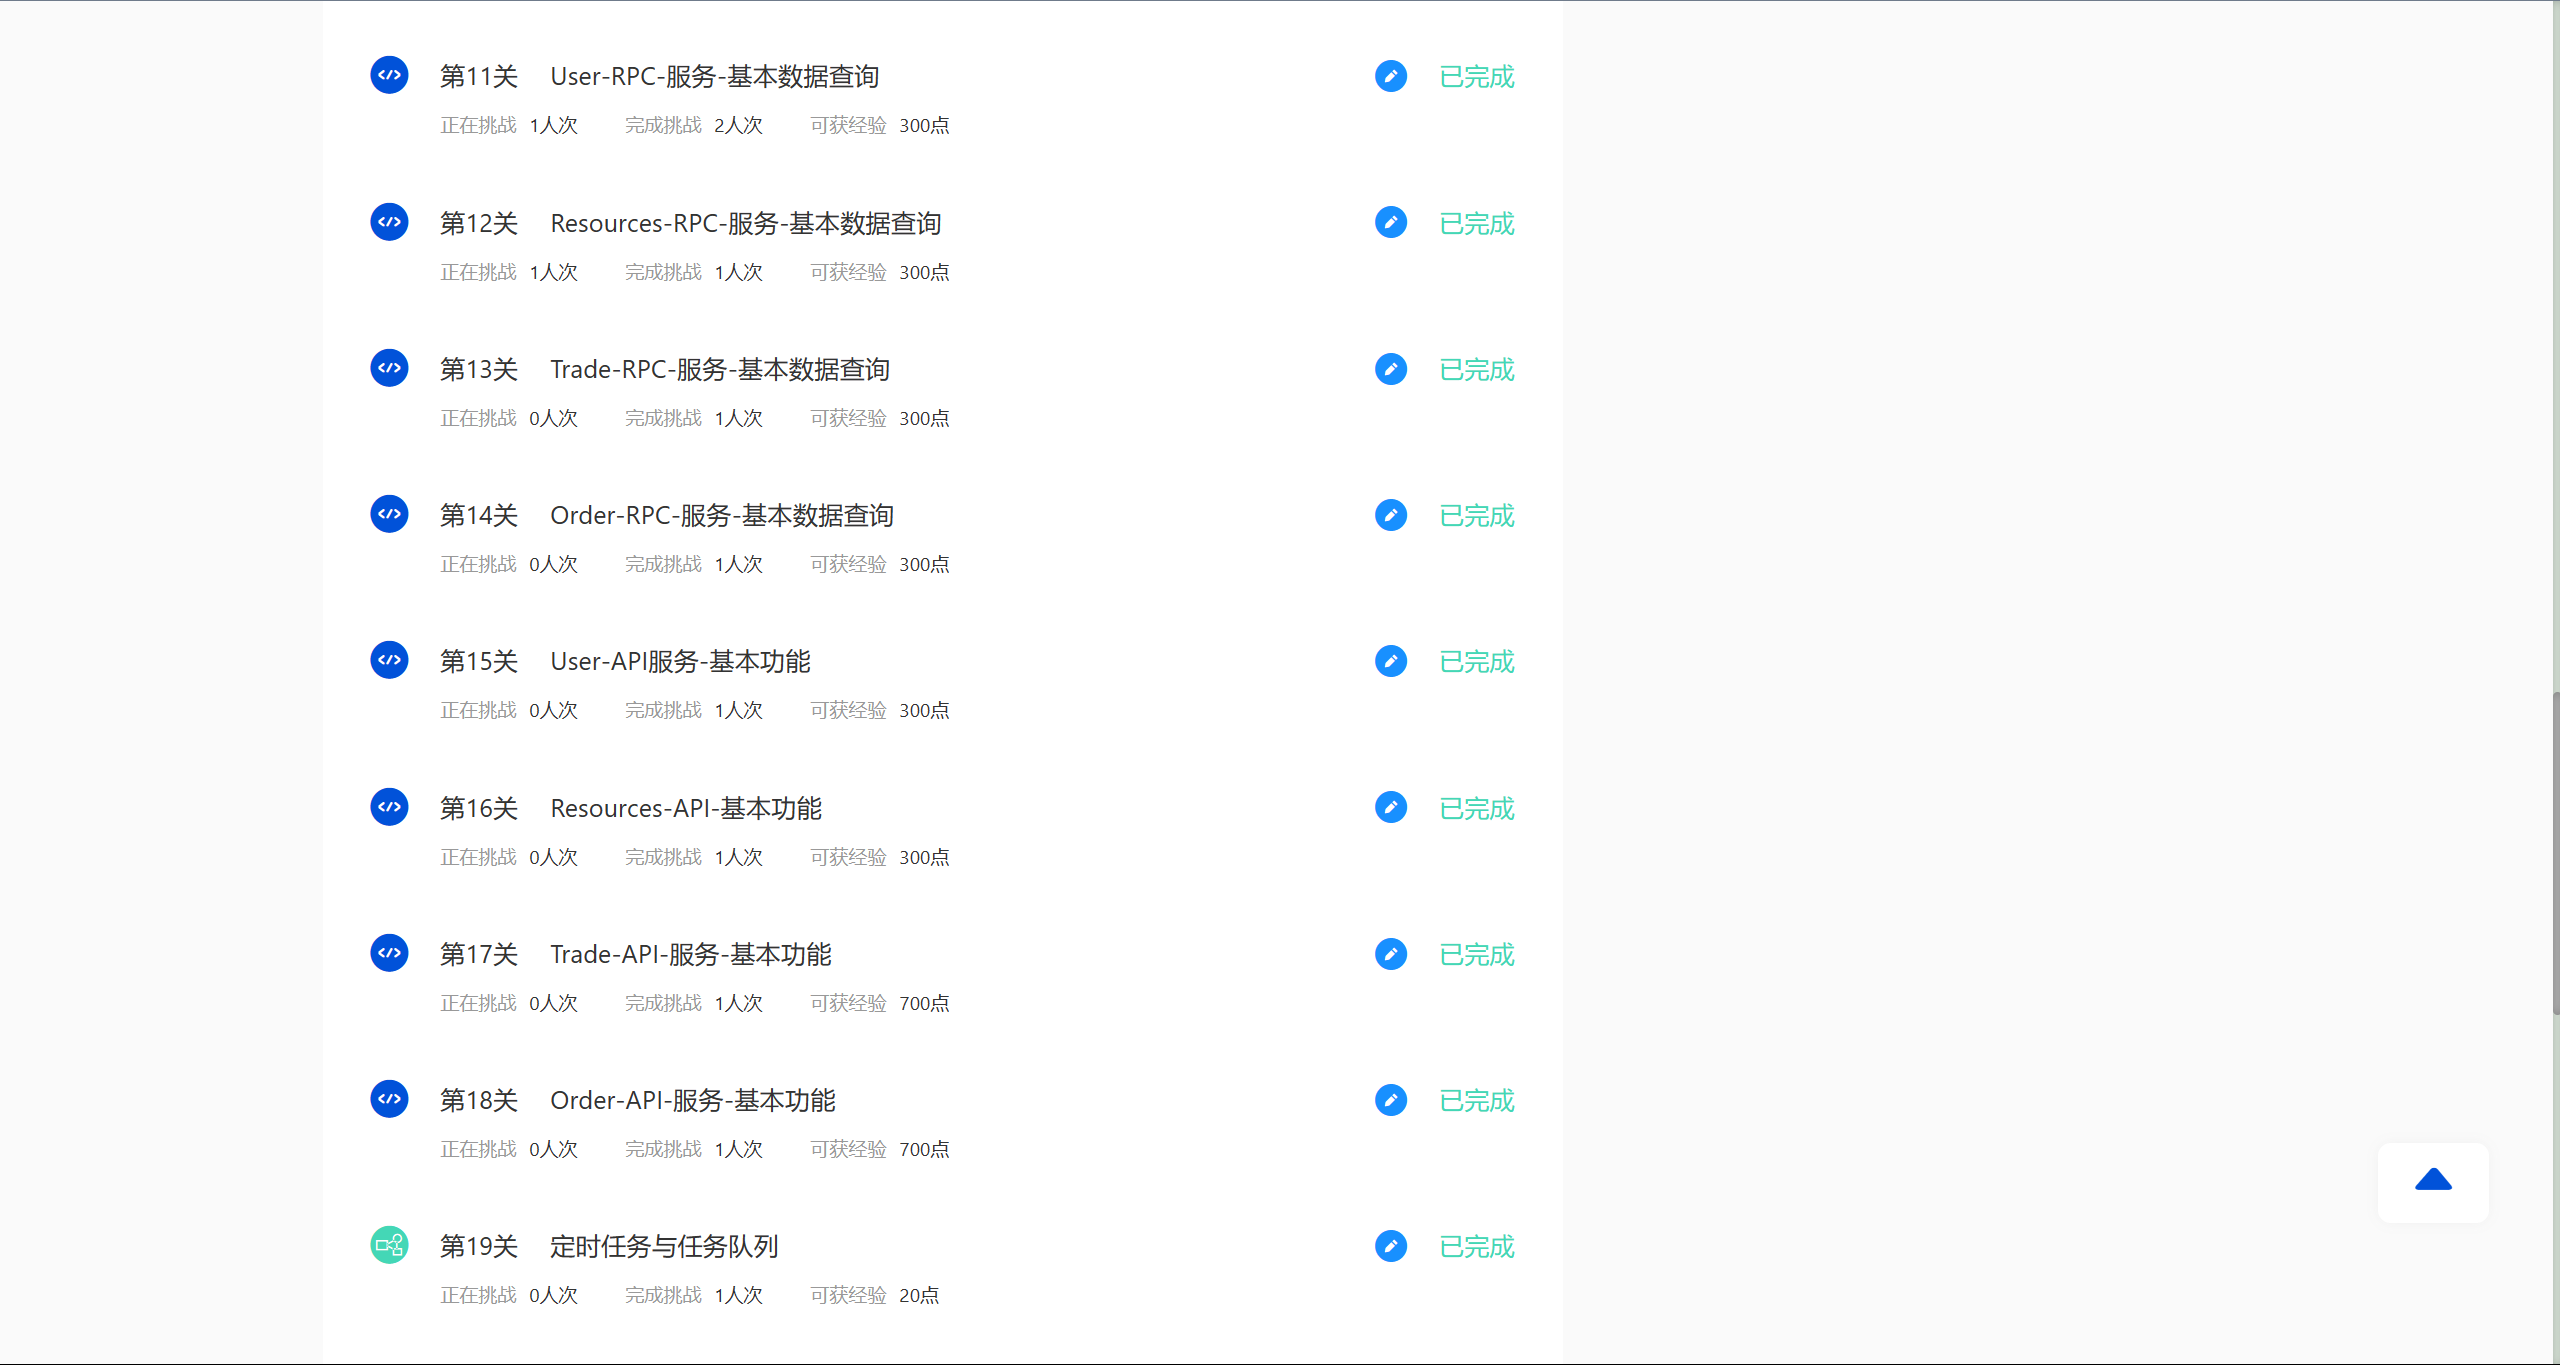 第11关 User-RPC-服务-基本数据查询 已完成
正在挑战 1人次 完成挑战 2人次 可获经验 300点
第12关 Resources-RPC-服务-基本数据查询 已完成
正在挑战 1人次 完成挑战 1人次 可获经验 300点
第13关 Trade-RPC-服务-基本数据查询 已完成
正在挑战 0人次 完成挑战 1人次 可获经验 300点
第14关 Order-RPC-服务-基本数据查询 已完成
正在挑战 0人次 完成挑战 1人次 可获经验 300点
第15关 User-API服务-基本功能 已完成
正在挑战 0人次 完成挑战 1人次 可获经验 300点
第16关 Resources-API-基本功能 已完成
正在挑战 0人次 完成挑战 1人次 可获经验 300点
第17关 Trade-API-服务-基本功能 已完成
正在挑战 0人次 完成挑战 1人次 可获经验 700点
第18关 Order-API-服务-基本功能 已完成
正在挑战 0人次 完成挑战 1人次 可获经验 700点
第19关 定时任务与任务队列 已完成
正在挑战 0人次 完成挑战 1人次 可获经验 20点